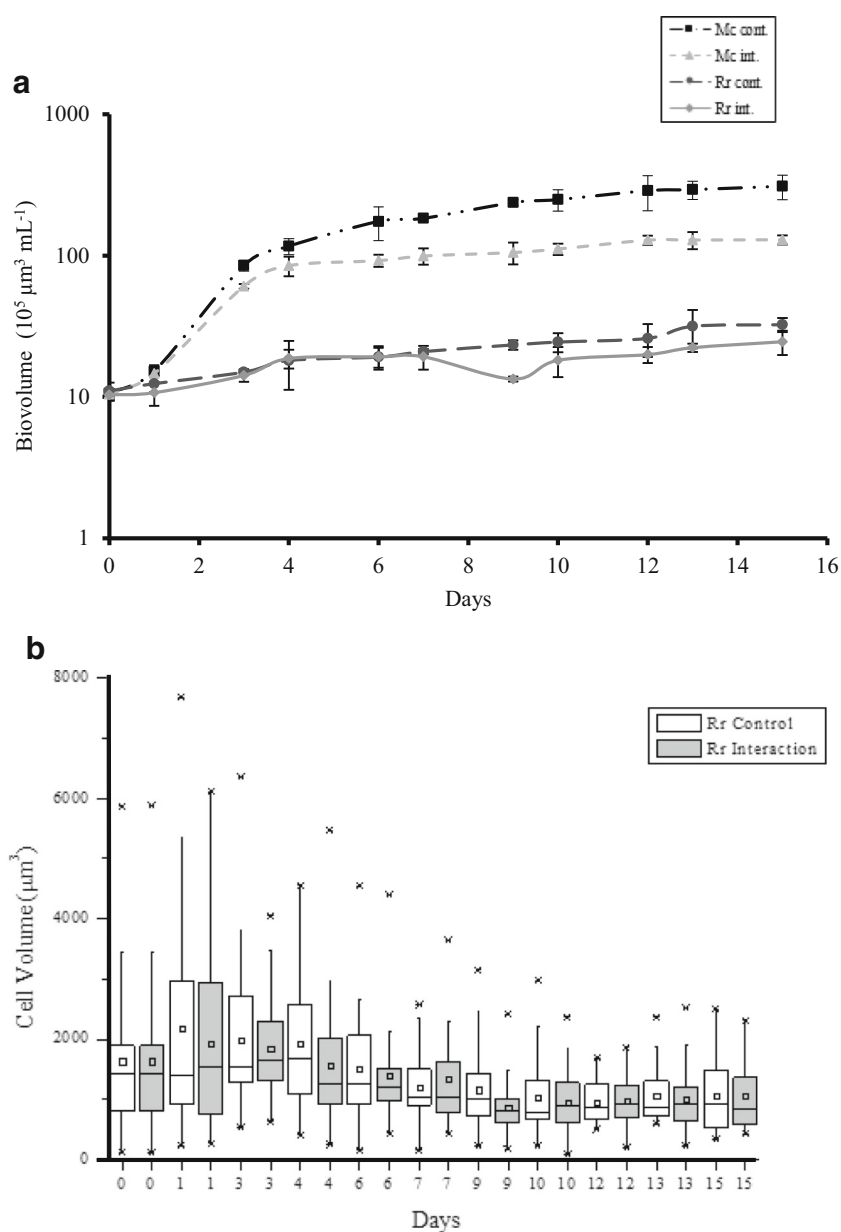 Mc cont.
Mc int.
Rr cont.
Rr int.
a
1000
100
10
1
Biovolume (10⁵ µm³ mL⁻¹)
0 2 4 6 8 10 12 14 16
Days
b
8000
6000
4000
2000
0
Cell Volume (µm³)
Rr Control
Rr Interaction
0 0 1 1 3 3 4 4 6 6 7 7 9 9 10 10 12 12 13 13 15 15
Days